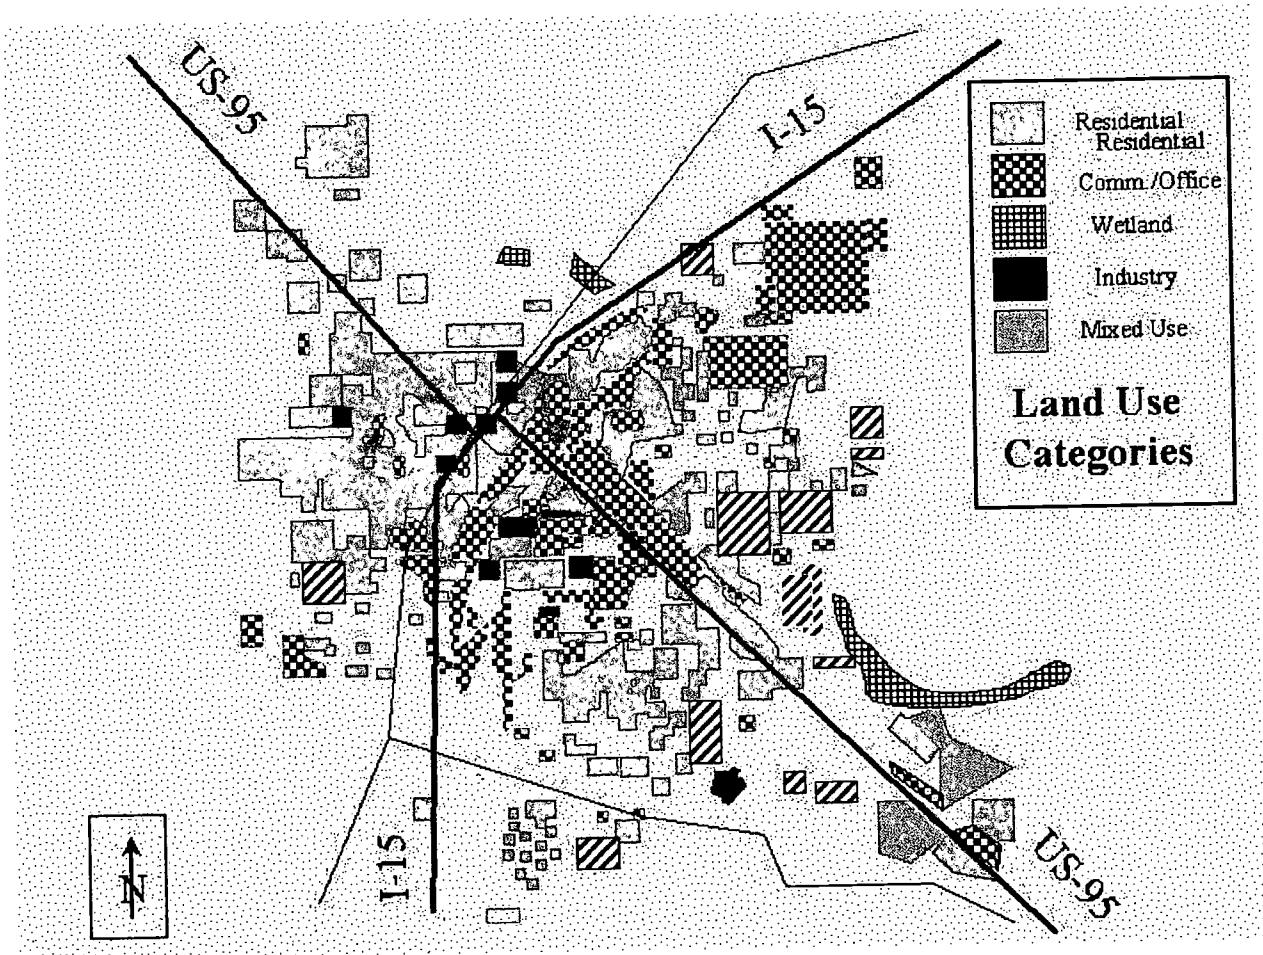 US-95
I-15
Residential
Residential
Comm./Office
Wetland
Industry
Mixed Use
Land Use
Categories
N
I-15
US-95